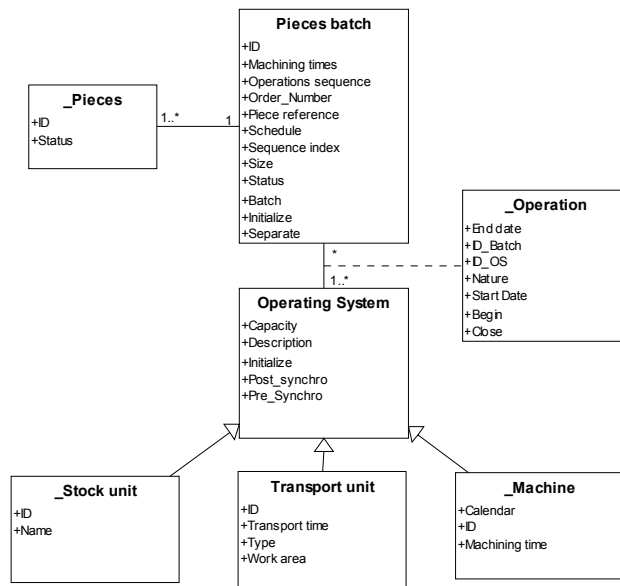 Pieces batch
+ID
+Machining times
+Operations sequence
+Order_Number
+Piece reference
+Schedule
+Sequence index
+Size
+Status
+Batch
+Initialize
+Separate
_Pieces
+ID
+Status
1..*
1
_Operation
+End date
+ID_Batch
+ID_OS
+Nature
+Start Date
+Begin
+Close
*
1..*
Operating System
+Capacity
+Description
+Initialize
+Post_synchro
+Pre_Synchro
_Stock unit
+ID
+Name
Transport unit
+ID
+Transport time
+Type
+Work area
_Machine
+Calendar
+ID
+Machining time